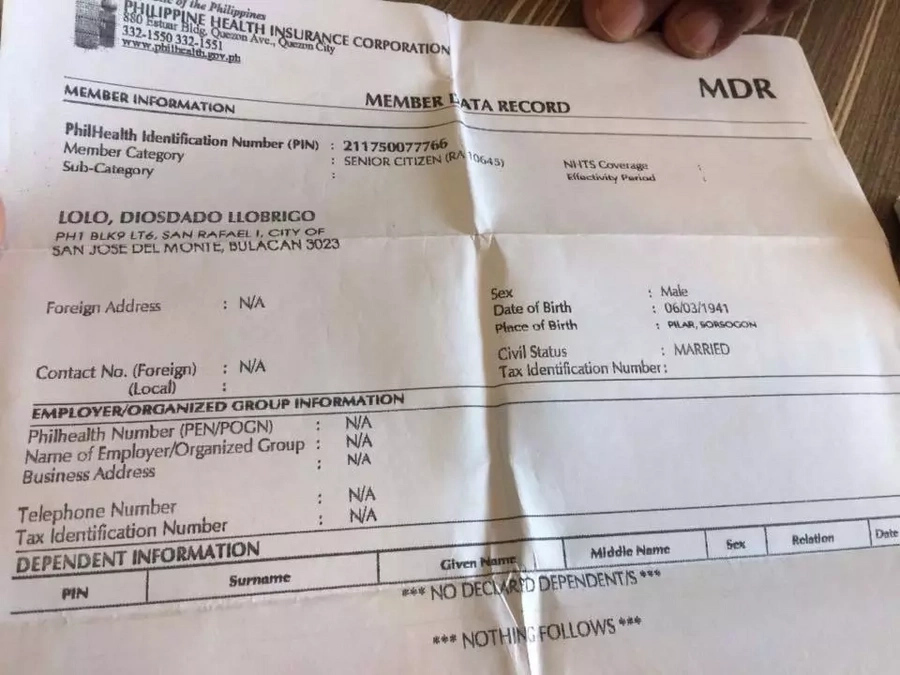 of the Philippines
PHILIPPINE HEALTH INSURANCE CORPORATION
880 Estuar Bldg. Quezon Ave., Quezon City
332-1550 332-1551
www.philhealth.gov.ph
MDR
MEMBER INFORMATION
MEMBER DATA RECORD
PhilHealth Identification Number (PIN) : 211750077766
Member Category : SENIOR CITIZEN (RA 10645)
Sub-Category :
NHTS Coverage :
Effectivity Period :
LOLO, DIOSDADO LLOBRIGO
PH1 BLK9 LT6, SAN RAFAEL I, CITY OF
SAN JOSE DEL MONTE, BULACAN 3023
Foreign Address : N/A
Sex : Male
Date of Birth : 06/03/1941
Place of Birth : PILAR, SORSOGON
Civil Status : MARRIED
Tax Identification Number :
Contact No. (Foreign) : N/A
(Local) :
EMPLOYER/ORGANIZED GROUP INFORMATION
Philhealth Number (PEN/POGN) : N/A
Name of Employer/Organized Group : N/A
Business Address : N/A
Telephone Number : N/A
Tax Identification Number : N/A
DEPENDENT INFORMATION
PIN Surname Given Name Middle Name Sex Relation Date
*** NO DECLARED DEPENDENT/S ***
*** NOTHING FOLLOWS ***